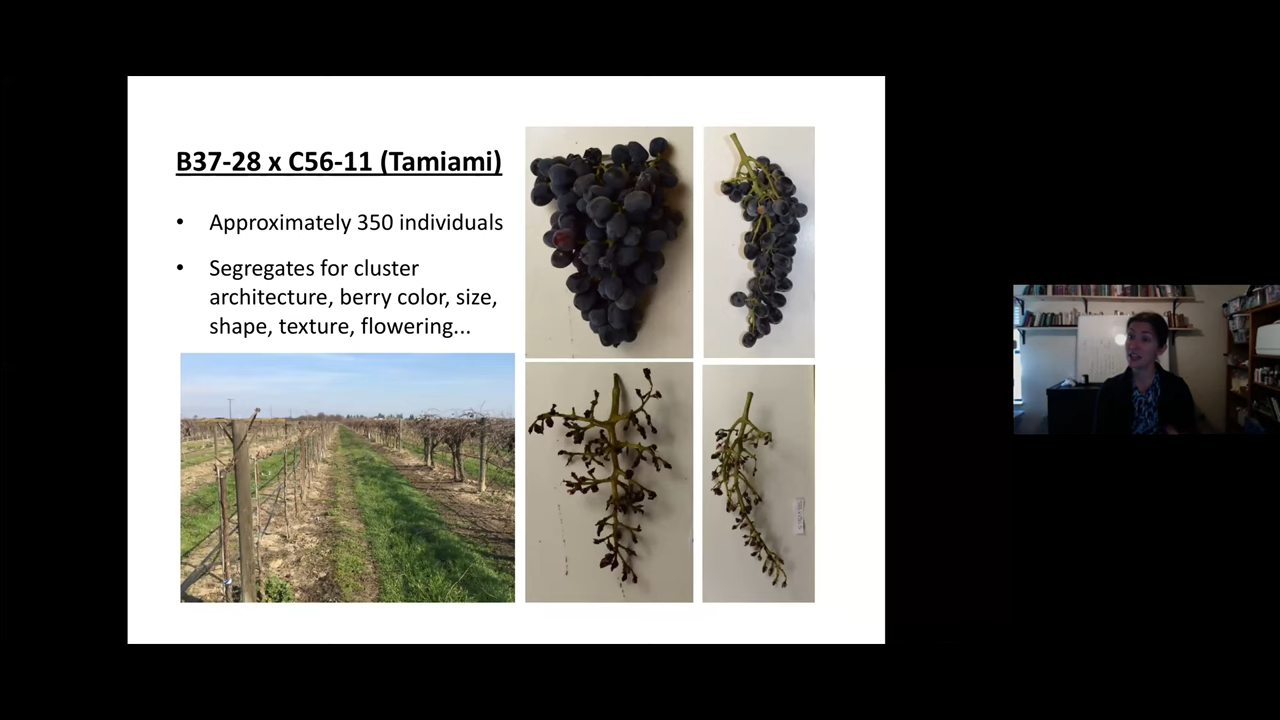 B37-28 x C56-11 (Tamiami)
• Approximately 350 individuals
• Segregates for cluster
architecture, berry color, size,
shape, texture, flowering...